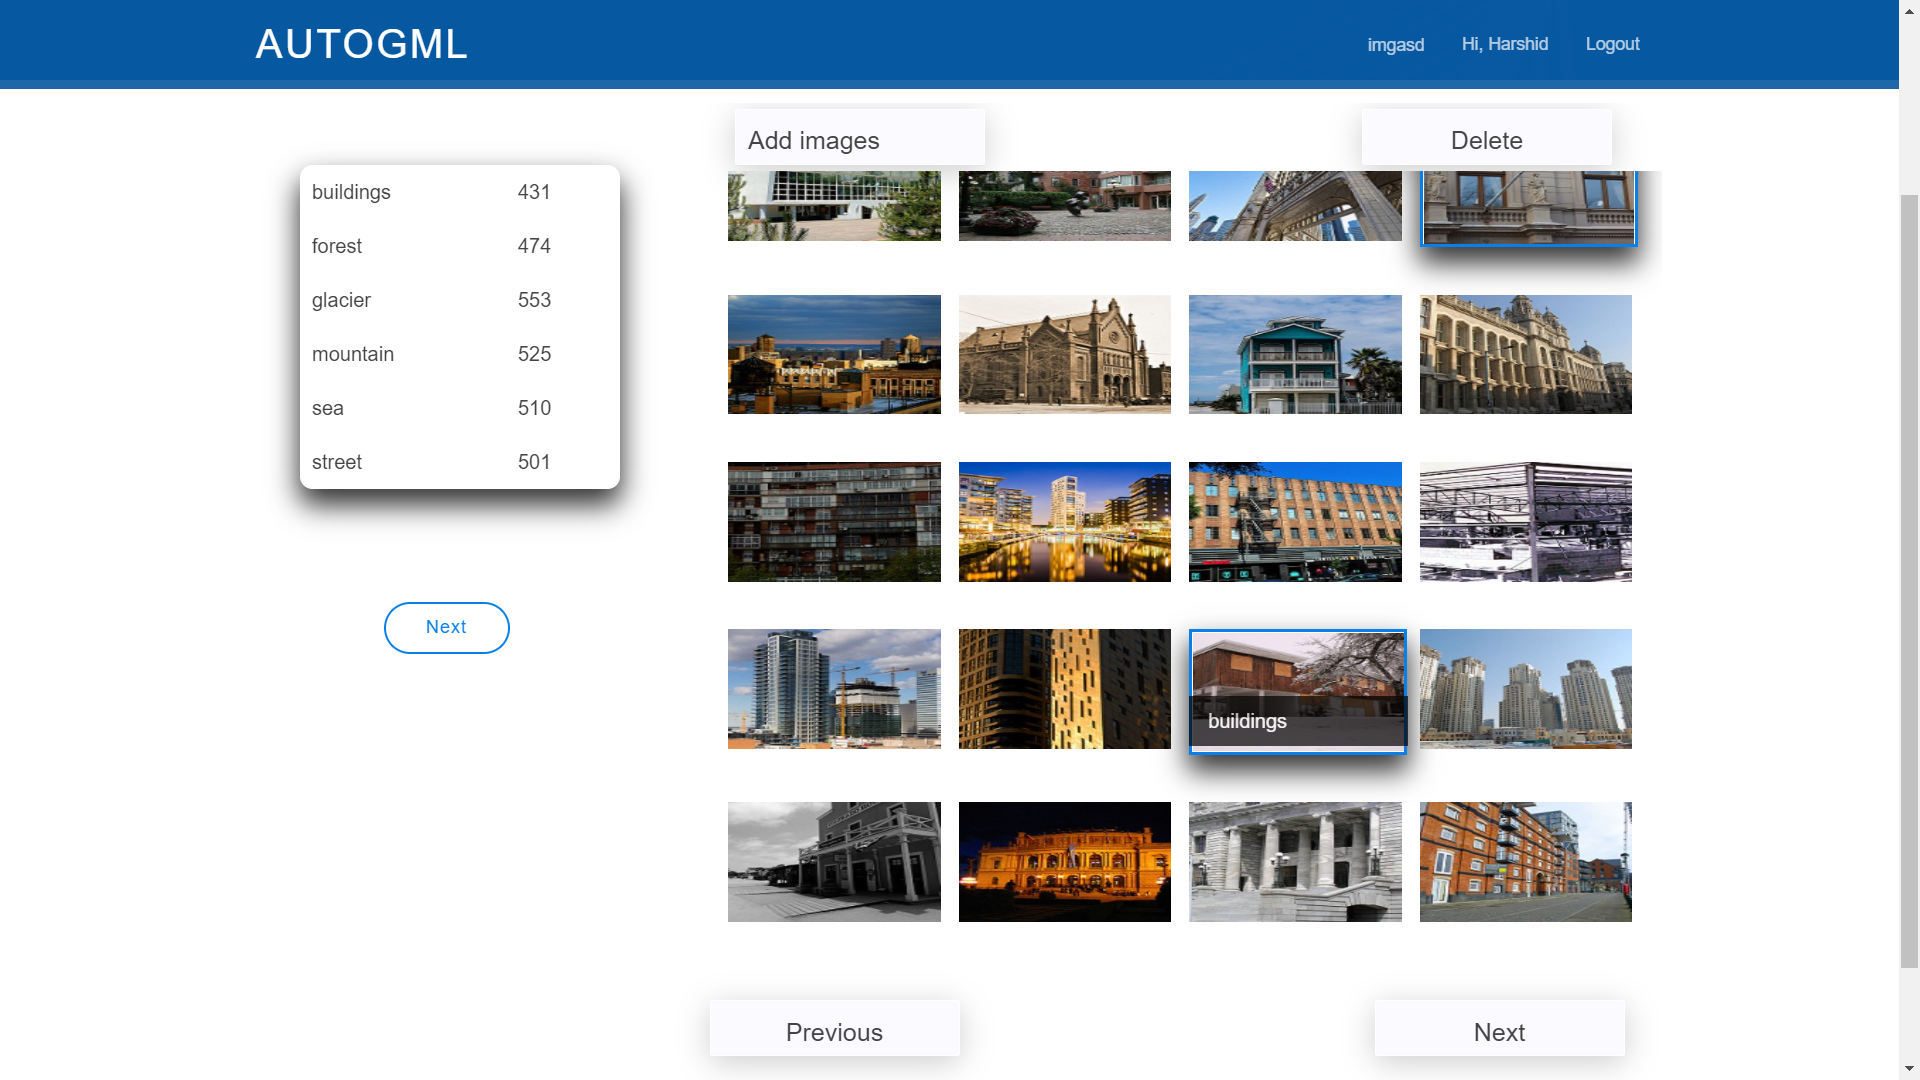 AUTOGML
imgasd
Hi, Harshid
Logout
Add images
Delete
buildings 431
forest 474
glacier 553
mountain 525
sea 510
street 501
Next
buildings
Previous
Next